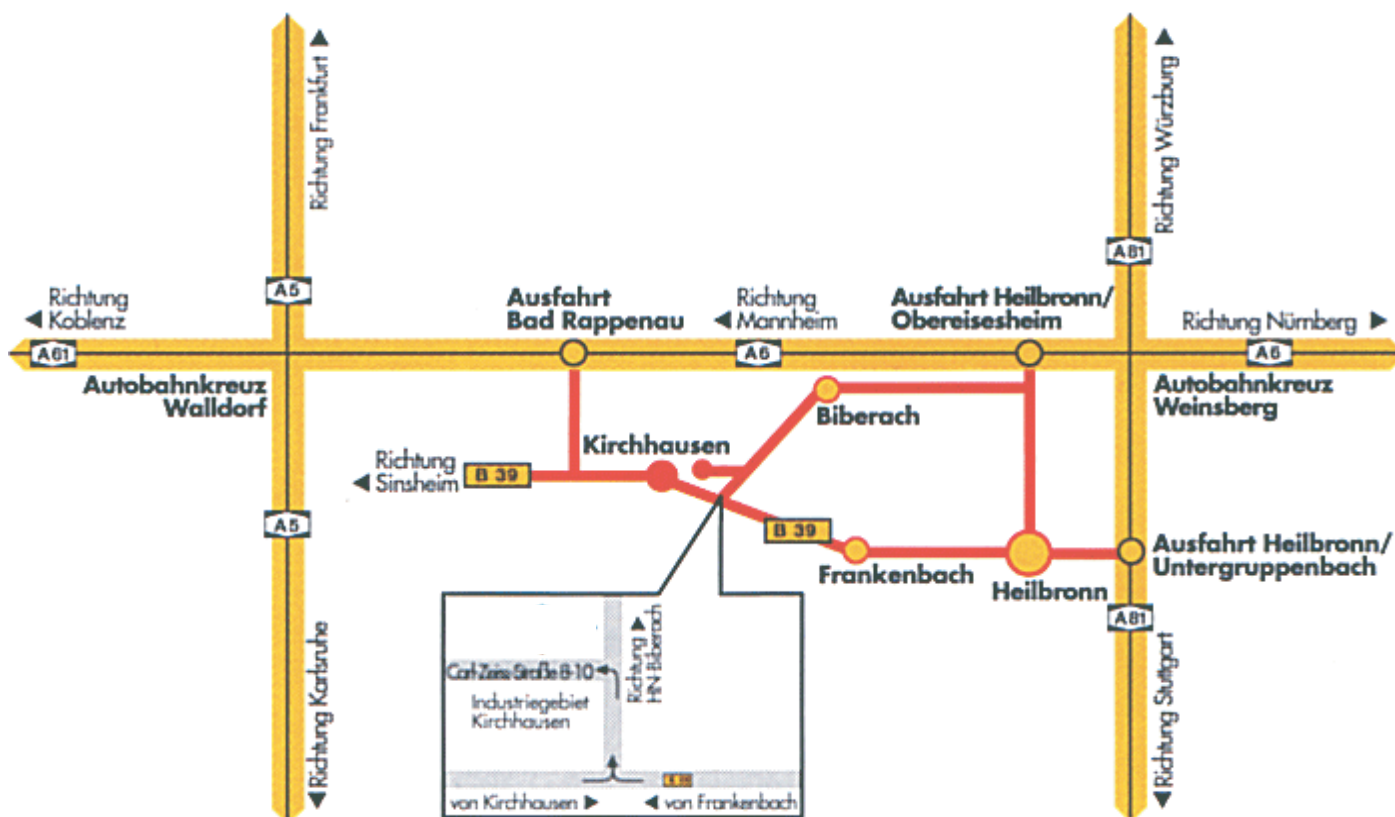 Richtung Frankfurt
Richtung Würzburg
A5
A81
Richtung
Koblenz
Ausfahrt
Bad Rappenau
Richtung
Mannheim
Ausfahrt Heilbronn/
Obereisesheim
Richtung Nürnberg
A61
A6
A6
Autobahnkreuz
Walldorf
Autobahnkreuz
Weinsberg
Biberach
Kirchhausen
Richtung
Sinsheim
B 39
A5
B 39
Frankenbach
Heilbronn
Ausfahrt Heilbronn/
Untergruppenbach
A81
Richtung Karlsruhe
Richtung Stuttgart
Richtung
HN-Biberach
Carl-Zeiss-Straße 8-10
Industriegebiet
Kirchhausen
von Kirchhausen
von Frankenbach